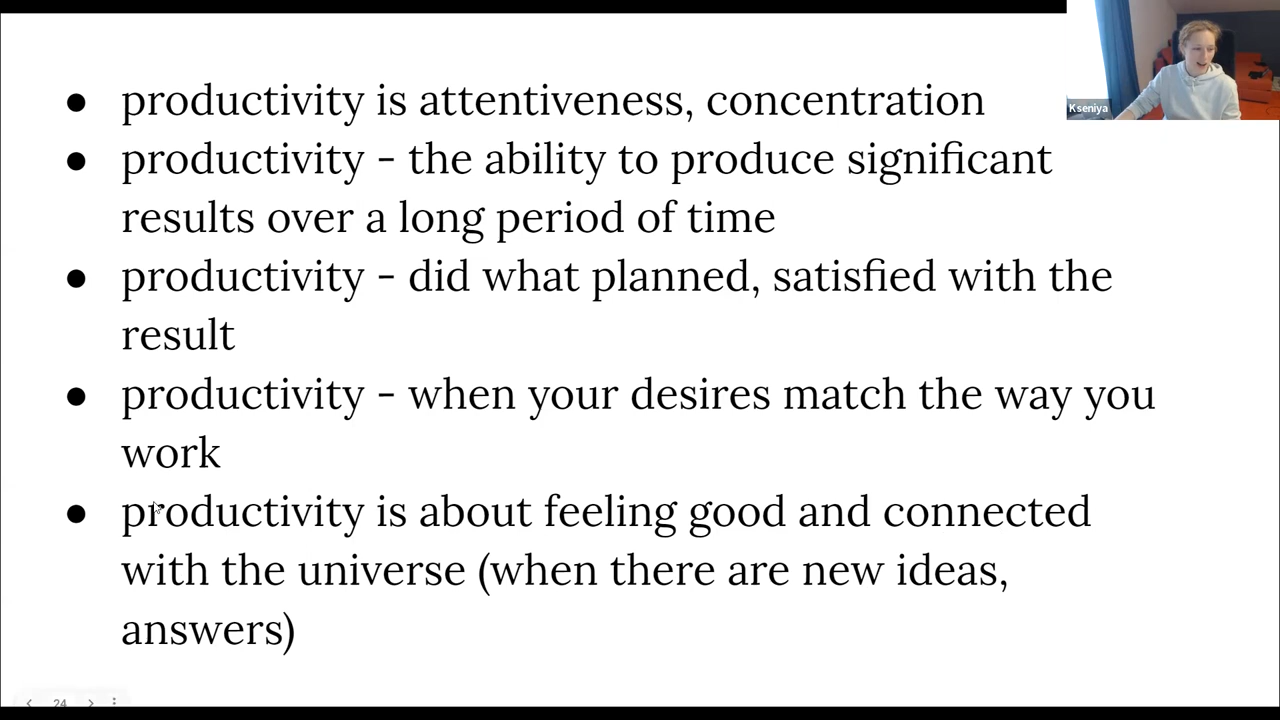 ● productivity is attentiveness, concentration
● productivity - the ability to produce significant
results over a long period of time
● productivity - did what planned, satisfied with the
result
● productivity - when your desires match the way you
work
● productivity is about feeling good and connected
with the universe (when there are new ideas,
answers)
Kseniya
24